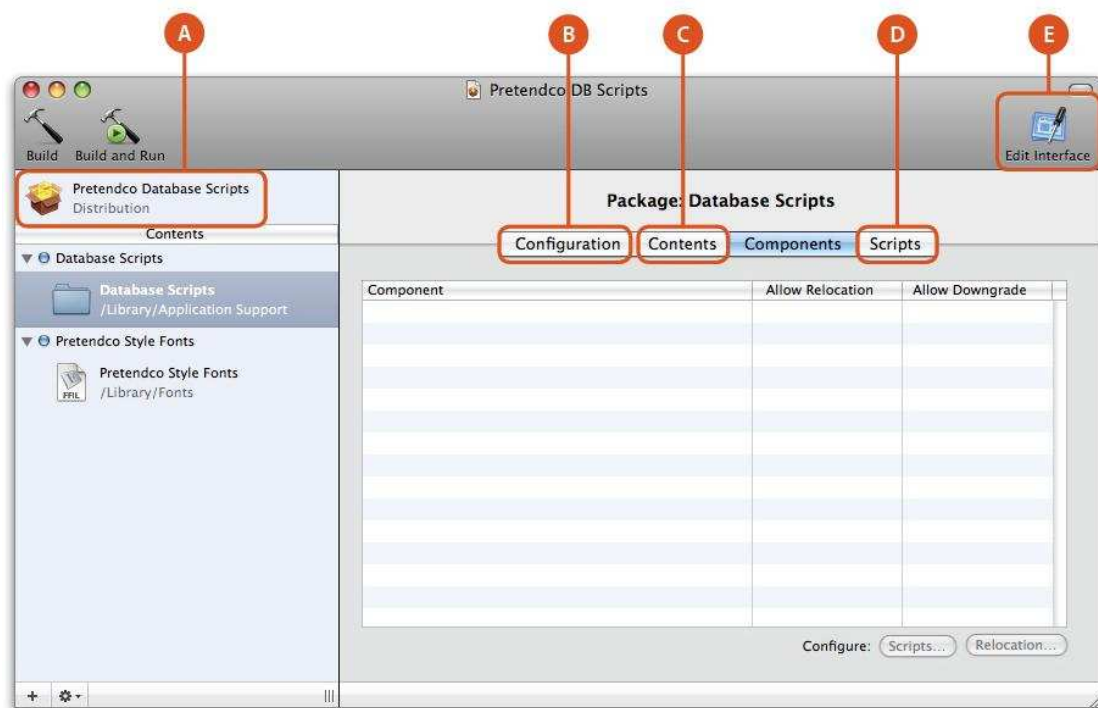 A B C D E
Pretendco DB Scripts
Build Build and Run Edit Interface
Pretendco Database Scripts
Distribution
Contents
Database Scripts
Database Scripts
/Library/Application Support
Pretendco Style Fonts
FFIL
Pretendco Style Fonts
/Library/Fonts
Package: Database Scripts
Configuration Contents Components Scripts
Component Allow Relocation Allow Downgrade
Configure: Scripts... Relocation...